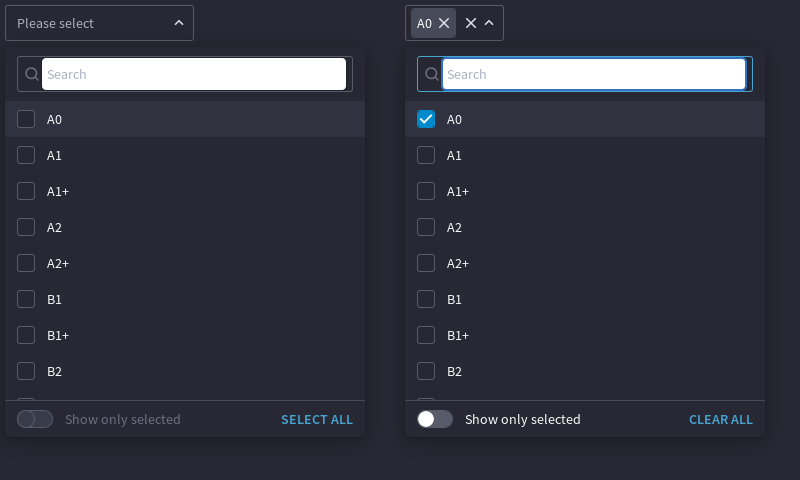 Please select
Search
A0
A1
A1+
A2
A2+
B1
B1+
B2
Show only selected
SELECT ALL
A0
Search
A0
A1
A1+
A2
A2+
B1
B1+
B2
Show only selected
CLEAR ALL